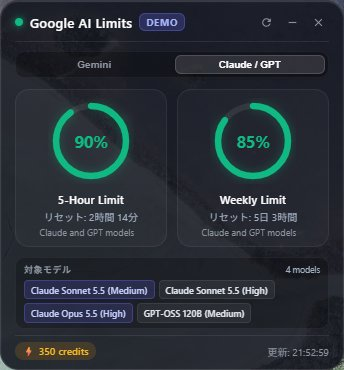 Google AI Limits DEMO
Gemini Claude / GPT
90% 85%
5-Hour Limit Weekly Limit
リセット: 2時間 14分 リセット: 5日 3時間
Claude and GPT models Claude and GPT models
対象モデル 4 models
Claude Sonnet 5.5 (Medium) Claude Sonnet 5.5 (High)
Claude Opus 5.5 (High) GPT-OSS 120B (Medium)
350 credits 更新: 21:52:59